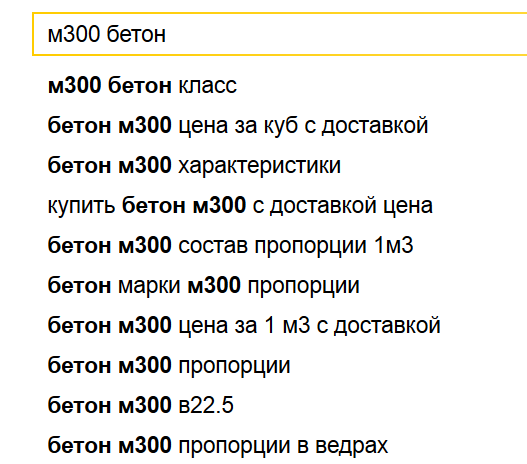 м300 бетон
м300 бетон класс
бетон м300 цена за куб с доставкой
бетон м300 характеристики
купить бетон м300 с доставкой цена
бетон м300 состав пропорции 1м3
бетон марки м300 пропорции
бетон м300 цена за 1 м3 с доставкой
бетон м300 пропорции
бетон м300 в22.5
бетон м300 пропорции в ведрах